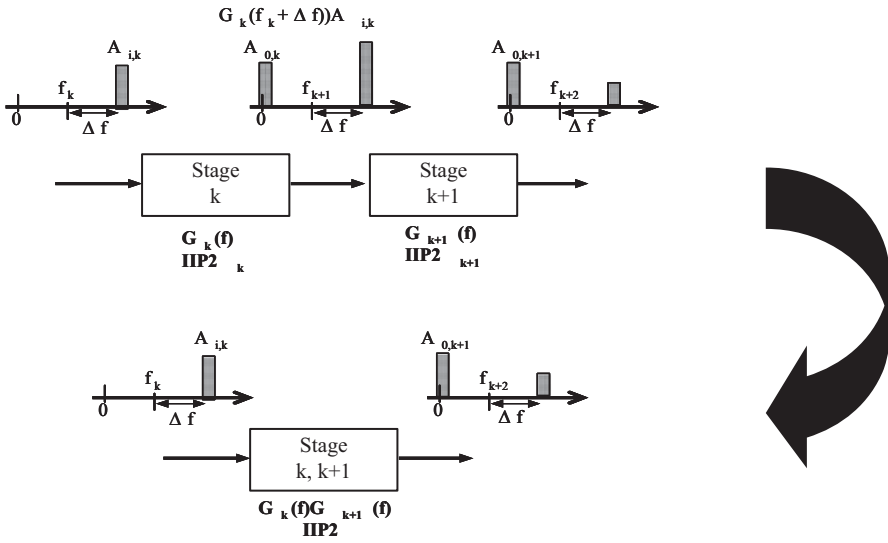 G k (f k + Δ f))A i,k
A i,k
A 0,k
A 0,k+1
f k
f k+1
f k+2
0
Δ f
0
Δ f
0
Δ f
Stage
k
Stage
k+1
G k (f)
IIP2 k
G k+1 (f)
IIP2 k+1
A i,k
A 0,k+1
f k
f k+2
0
Δ f
0
Δ f
Stage
k, k+1
G k (f)G k+1 (f)
IIP2